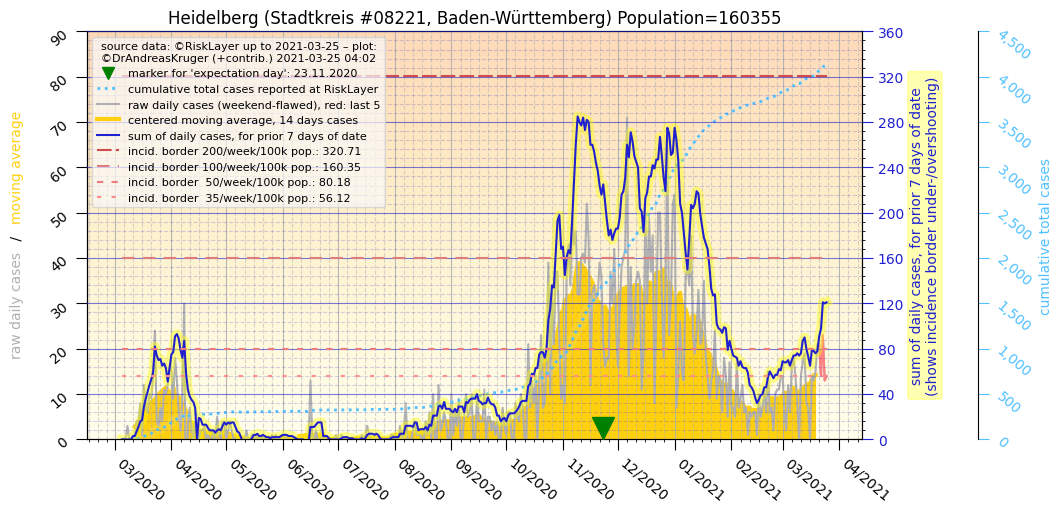 Heidelberg (Stadtkreis #08221, Baden-Württemberg) Population=160355
source data: ©RiskLayer up to 2021-03-25 – plot:
©DrAndreasKruger (+contrib.) 2021-03-25 04:02
marker for 'expectation day': 23.11.2020
cumulative total cases reported at RiskLayer
raw daily cases (weekend-flawed), red: last 5
centered moving average, 14 days cases
sum of daily cases, for prior 7 days of date
incid. border 200/week/100k pop.: 320.71
incid. border 100/week/100k pop.: 160.35
incid. border  50/week/100k pop.: 80.18
incid. border  35/week/100k pop.: 56.12
raw daily cases  /  moving average
90
80
70
60
50
40
30
20
10
0
03/2020
04/2020
05/2020
06/2020
07/2020
08/2020
09/2020
10/2020
11/2020
12/2020
01/2021
02/2021
03/2021
04/2021
360
320
280
240
200
160
120
80
40
0
sum of daily cases, for prior 7 days of date
(shows incidence border under-/overshooting)
4,500
4,000
3,500
3,000
2,500
2,000
1,500
1,000
500
0
cumulative total cases